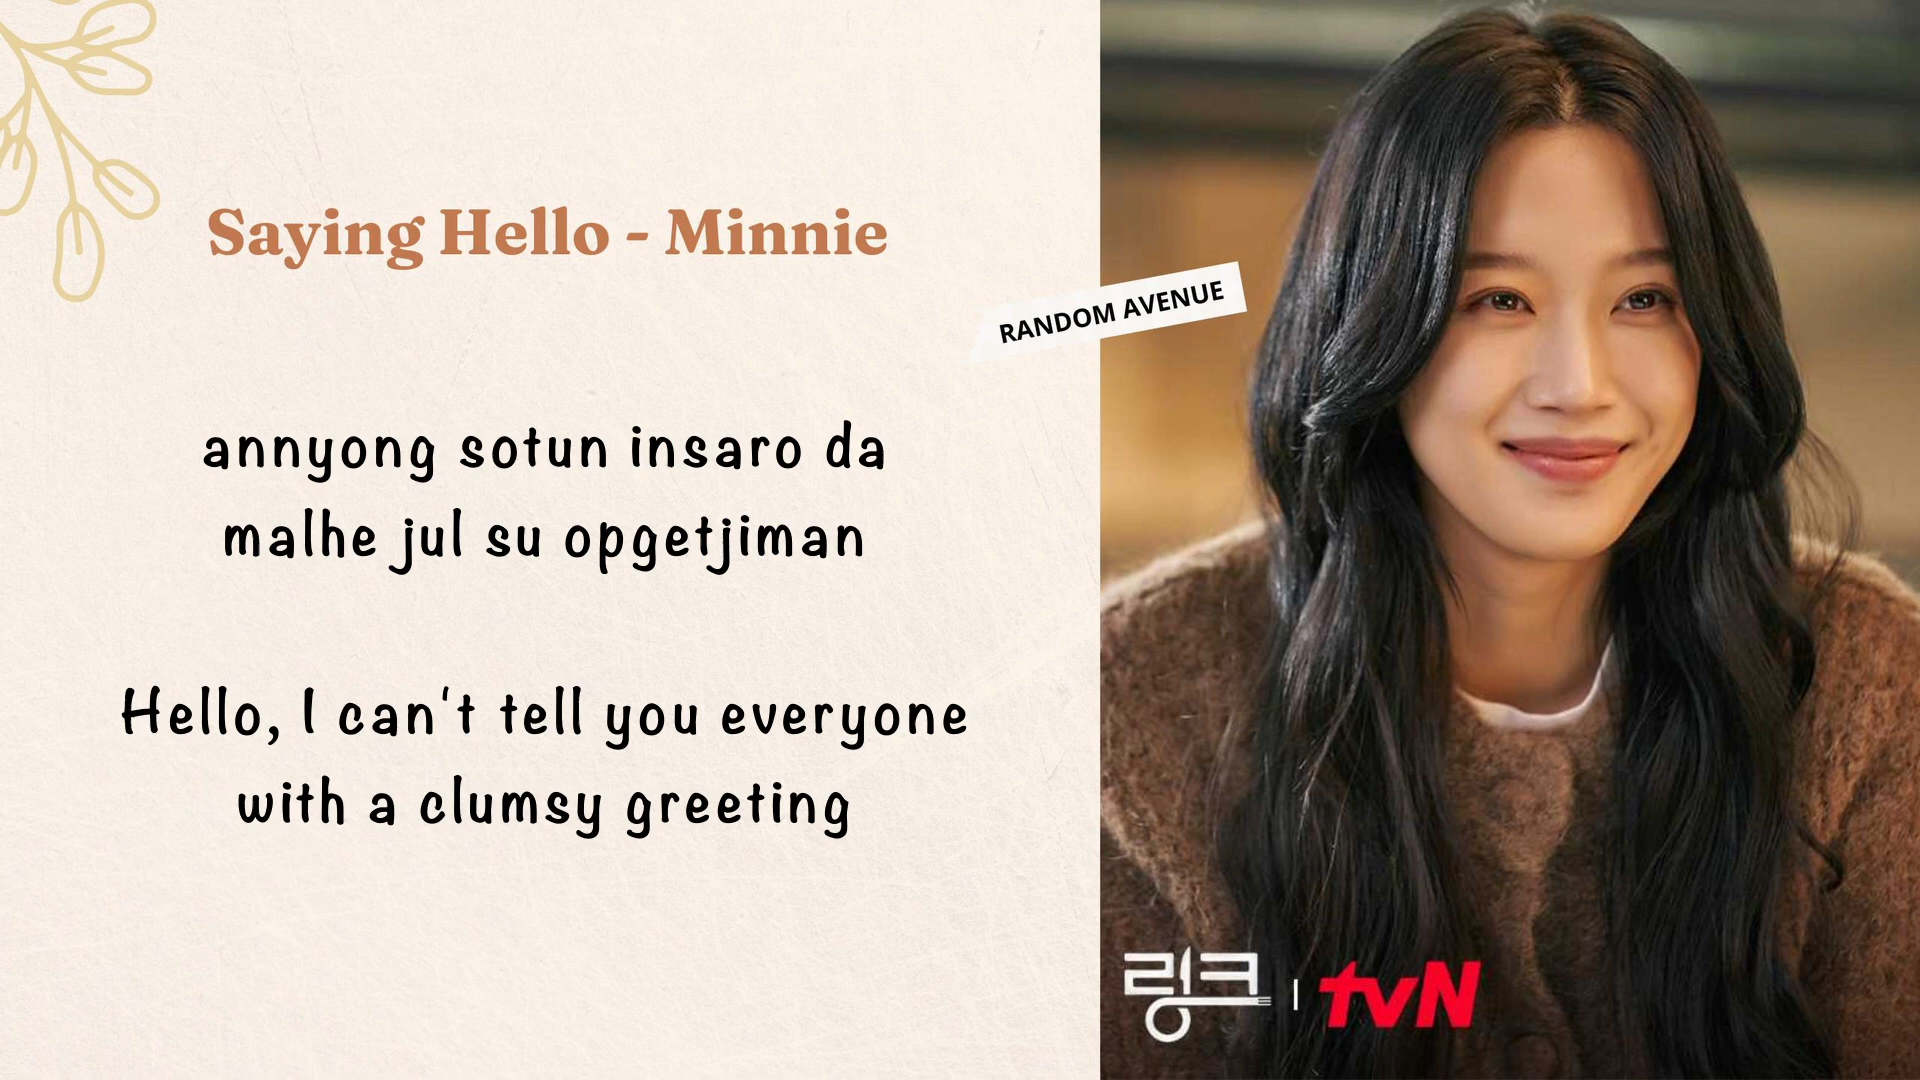 Saying Hello - Minnie
RANDOM AVENUE
annyong sotun insaro da
malhe jul su opgetjiman
Hello, I can't tell you everyone
with a clumsy greeting
링크 | tvN